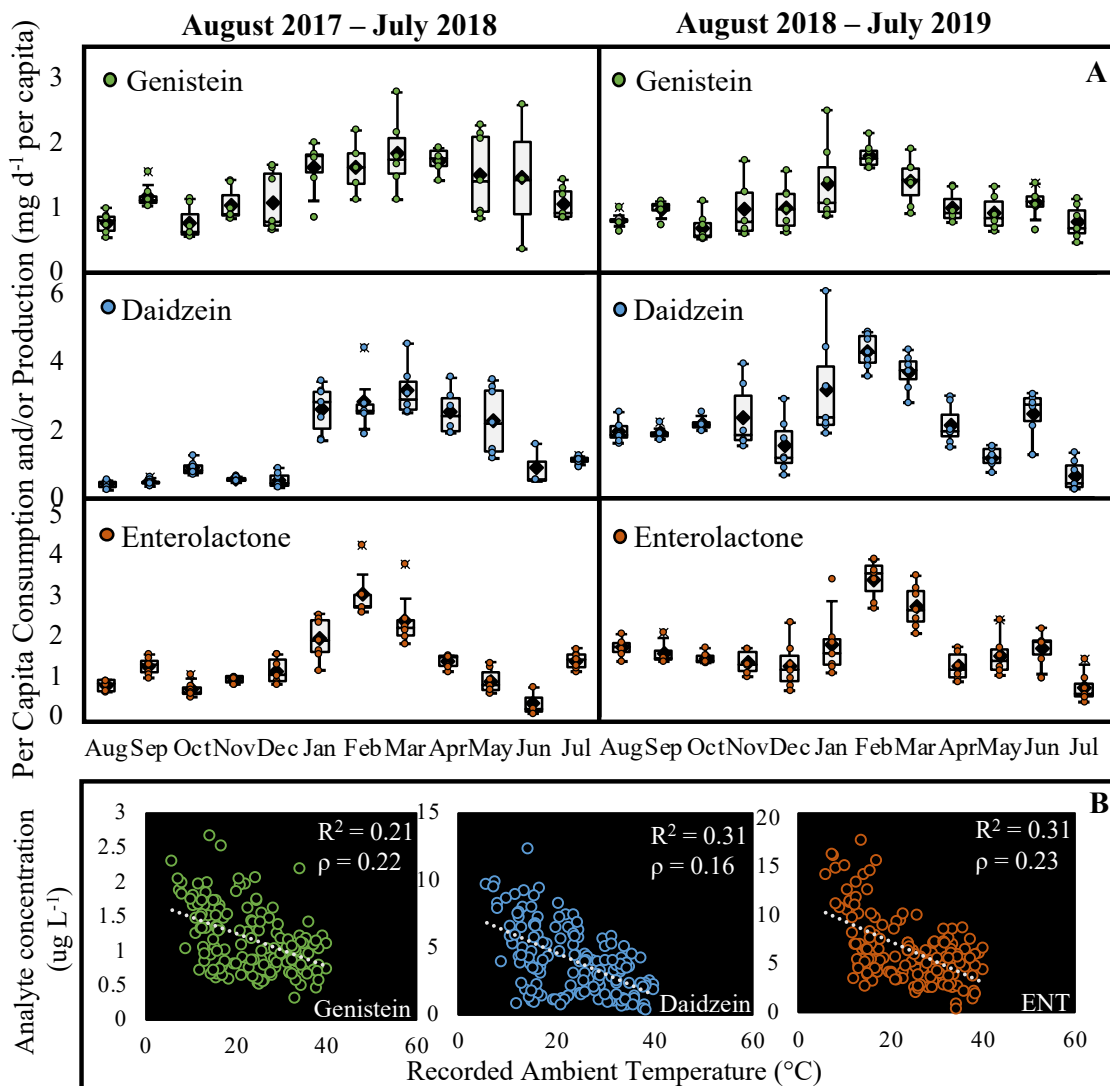 August 2017 – July 2018
August 2018 – July 2019
Per Capita Consumption and/or Production (mg d-1 per capita)
A
Genistein
Genistein
3
2
1
0
Daidzein
Daidzein
6
4
2
0
Enterolactone
Enterolactone
5
4
3
2
1
0
Aug Sep Oct Nov Dec Jan Feb Mar Apr May Jun Jul
Aug Sep Oct Nov Dec Jan Feb Mar Apr May Jun Jul
B
Analyte concentration
(ug L-1)
3
2.5
2
1.5
1
0.5
0
R2 = 0.21
ρ = 0.22
Genistein
0 20 40 60
15
10
5
0
R2 = 0.31
ρ = 0.16
Daidzein
0 20 40 60
20
15
10
5
0
R2 = 0.31
ρ = 0.23
ENT
0 20 40 60
Recorded Ambient Temperature (°C)